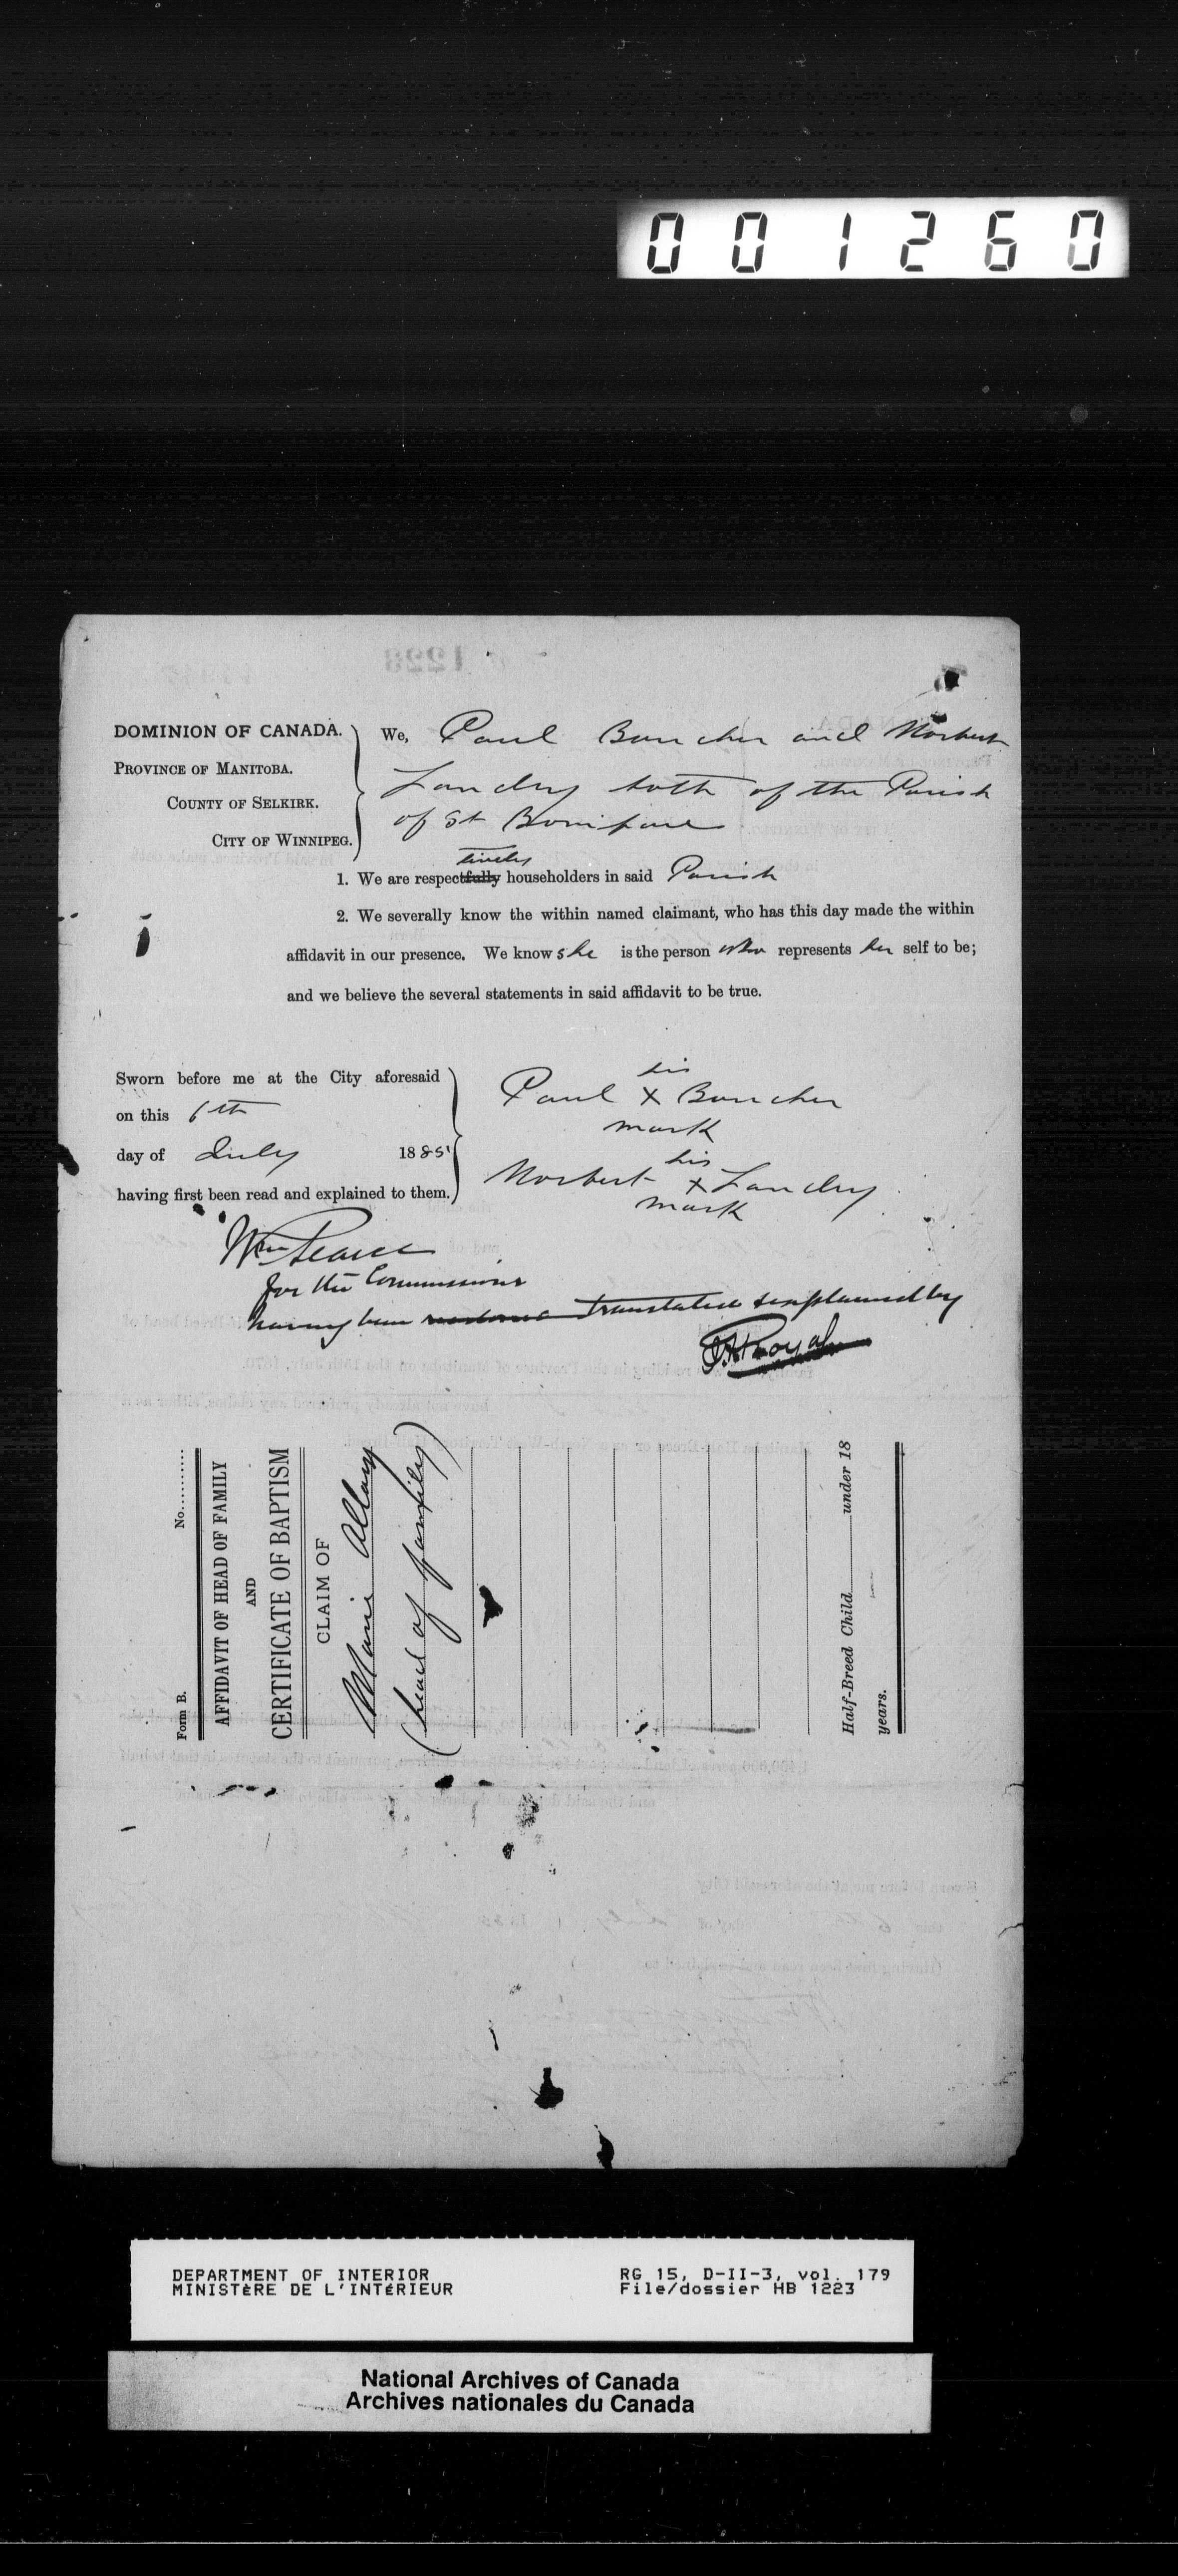 001260
DOMINION OF CANADA.
PROVINCE OF MANITOBA.
COUNTY OF SELKIRK.
CITY OF WINNIPEG.
We, Paul Boucher and Norbert
Landry both of the Parish
of St Boniface
tively
1. We are respectfully householders in said Parish
2. We severally know the within named claimant, who has this day made the within
affidavit in our presence. We know she is the person who represents her self to be;
and we believe the several statements in said affidavit to be true.
Sworn before me at the City aforesaid
on this 6th
day of July 1885
having first been read and explained to them.
his
Paul X Boucher
mark
his
Norbert X Landry
mark
Wm Pearce
for the Commission
having been translated & explained by
Royal
Form B. No.
AFFIDAVIT OF HEAD OF FAMILY
AND
CERTIFICATE OF BAPTISM
CLAIM OF
Marie Allary
(head of family)
Half-Breed Child under 18
years.
DEPARTMENT OF INTERIOR
MINISTÈRE DE L'INTÉRIEUR
RG 15, D-II-3, vol. 179
File/dossier HB 1223
National Archives of Canada
Archives nationales du Canada